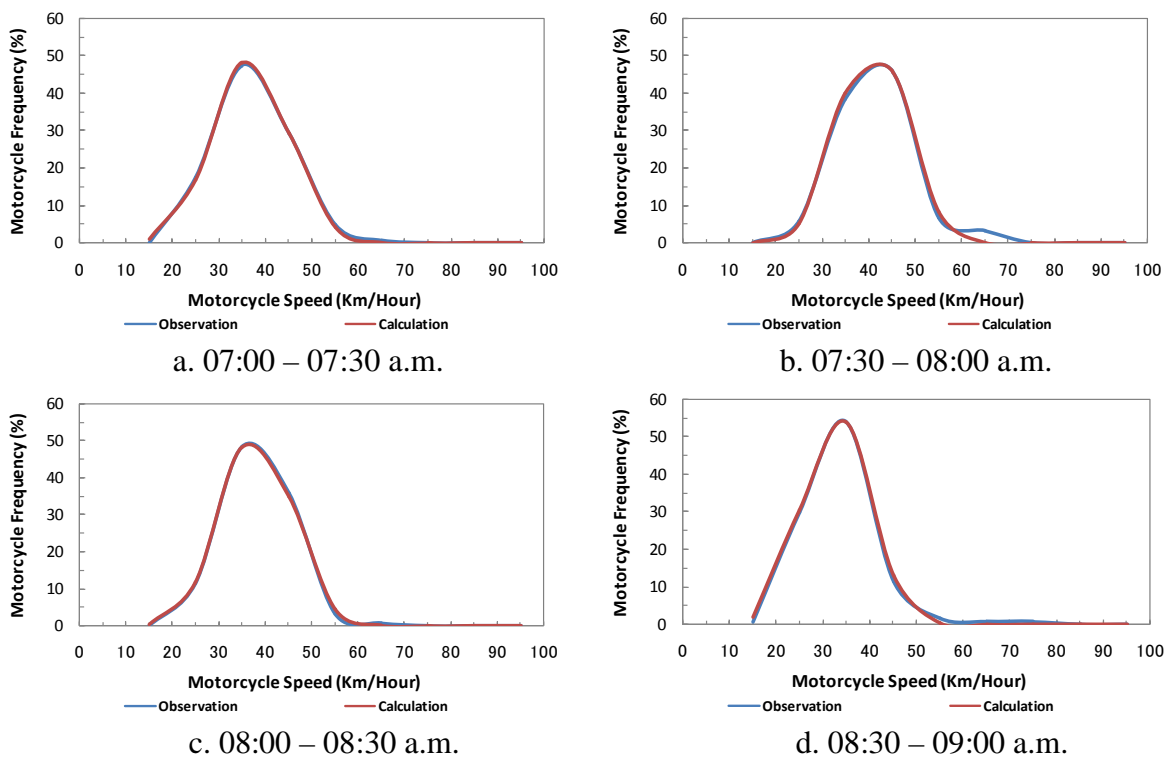 60
50
40
30
20
10
0
Motorcycle Frequency (%)
0 10 20 30 40 50 60 70 80 90 100
Motorcycle Speed (Km/Hour)
Observation Calculation
a. 07:00 – 07:30 a.m.
60
50
40
30
20
10
0
Motorcycle Frequency (%)
0 10 20 30 40 50 60 70 80 90 100
Motorcycle Speed (Km/Hour)
Observation Calculation
b. 07:30 – 08:00 a.m.
60
50
40
30
20
10
0
Motorcycle Frequency (%)
0 10 20 30 40 50 60 70 80 90 100
Motorcycle Speed (Km/Hour)
Observation Calculation
c. 08:00 – 08:30 a.m.
60
50
40
30
20
10
0
Motorcycle Frequency (%)
0 10 20 30 40 50 60 70 80 90 100
Motorcycle Speed (Km/Hour)
Observation Calculation
d. 08:30 – 09:00 a.m.